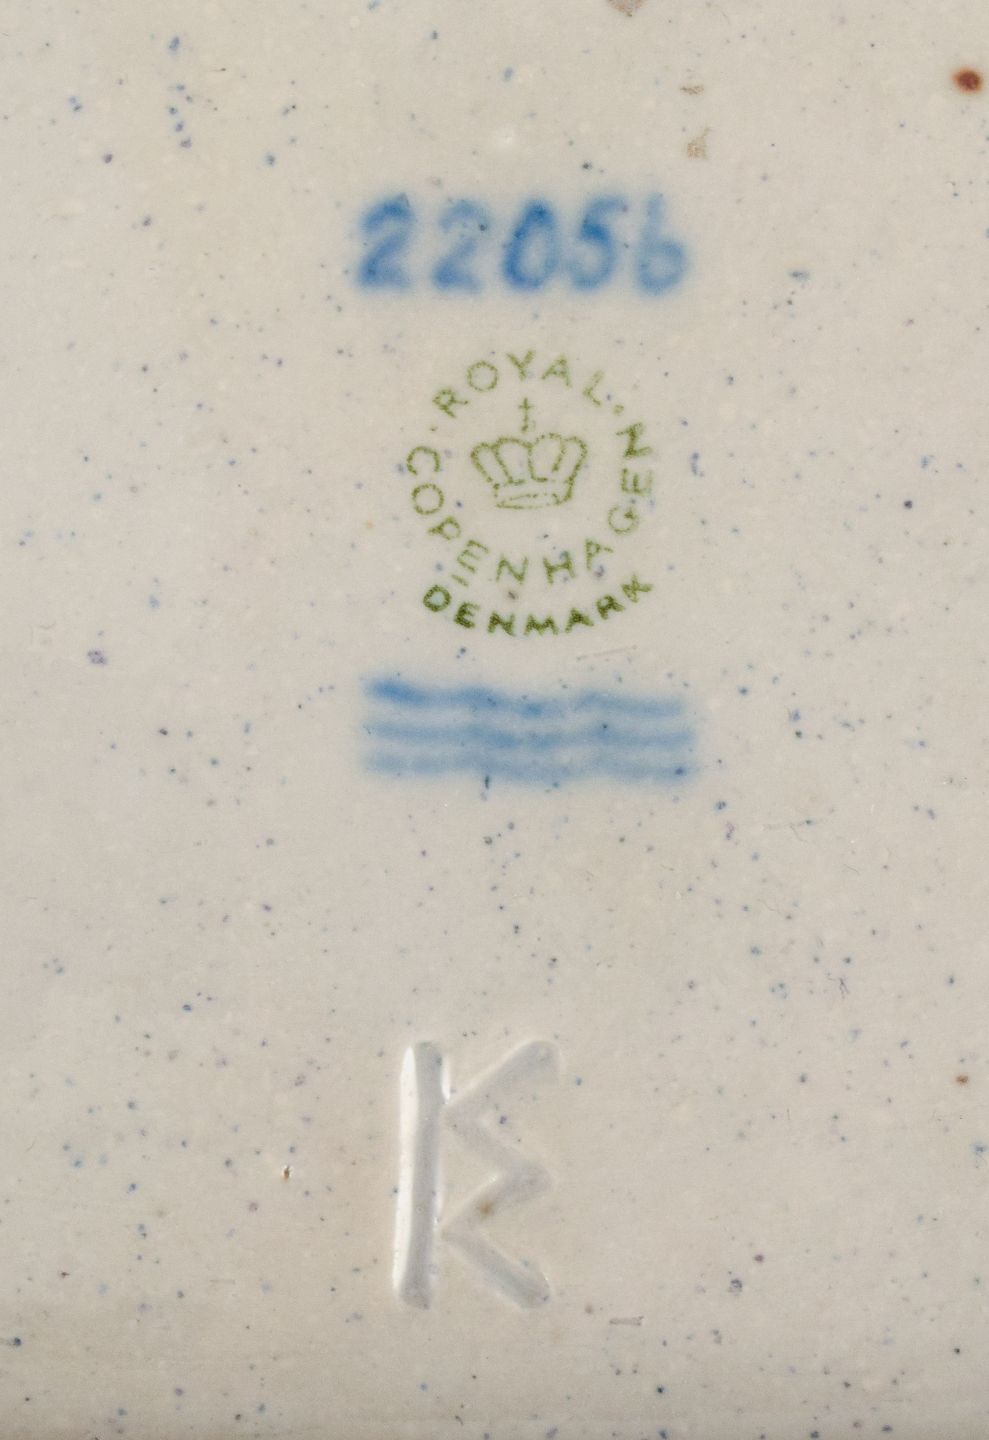 22056
ROYAL·
COPENHAGEN
DENMARK
K